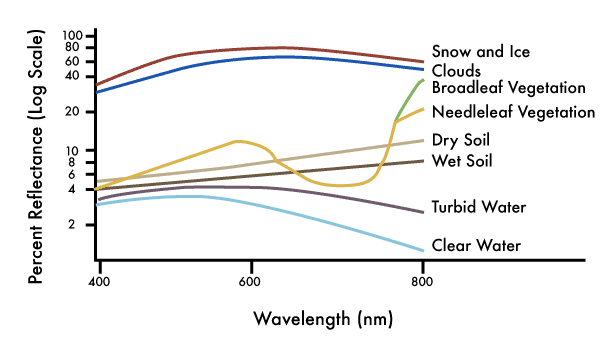 Percent Reflectance (Log Scale)
100
80
60
40
20
10
8
6
4
2
Snow and Ice
Clouds
Broadleaf Vegetation
Needleleaf Vegetation
Dry Soil
Wet Soil
Turbid Water
Clear Water
400 600 800
Wavelength (nm)